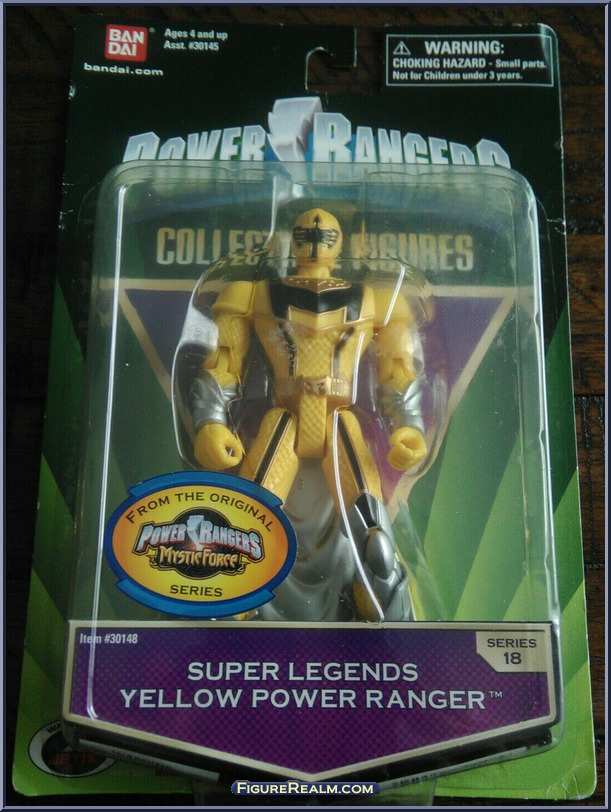 BAN
DAI
bandai.com
Ages 4 and up
Asst. #30145
WARNING:
CHOKING HAZARD - Small parts.
Not for Children under 3 years.
POWER RANGERS
FIGURES
FROM THE ORIGINAL
POWER RANGERS
MYSTIC FORCE
SERIES
Item #30148
SERIES
18
SUPER LEGENDS
YELLOW POWER RANGER™
JETIX
FIGUREREALM.COM